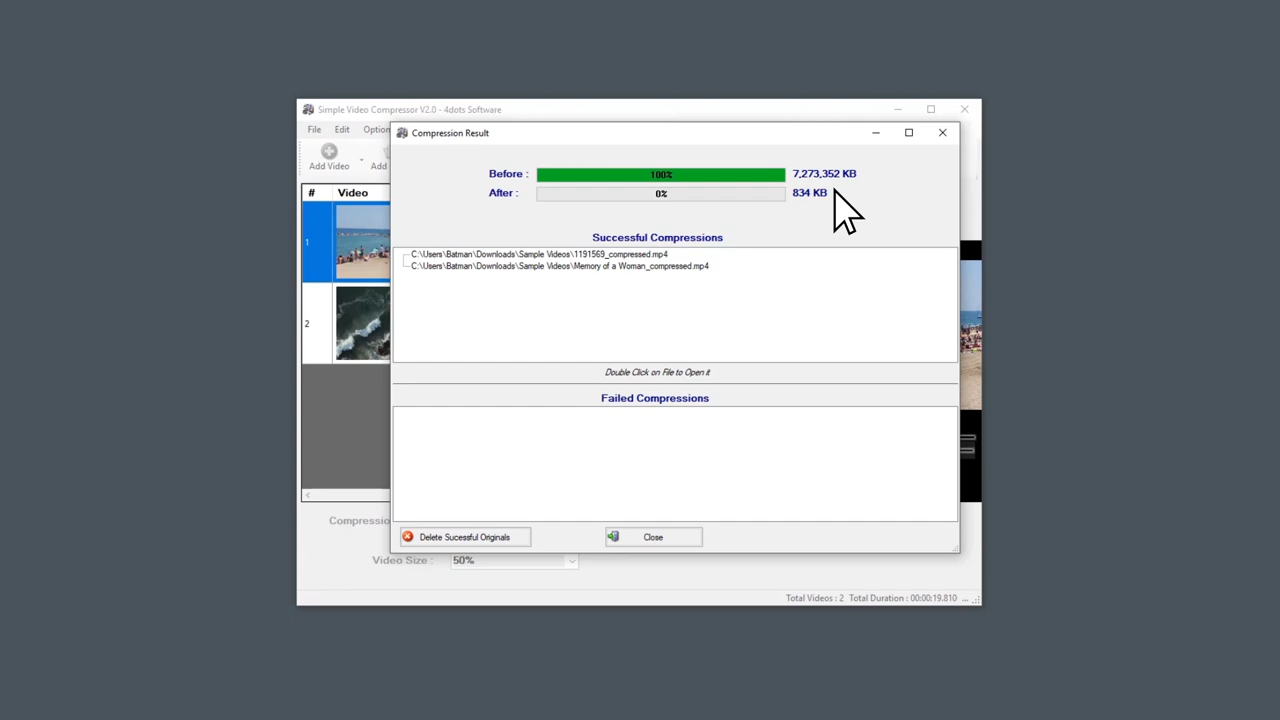 Simple Video Compressor V2.0 - 4dots Software
File Edit Option
Compression Result
Add Video Add
Before : 100% 7,273,352 KB
After : 0% 834 KB
# Video
Successful Compressions
1
C:\Users\Batman\Downloads\Sample Videos\1191569_compressed.mp4
C:\Users\Batman\Downloads\Sample Videos\Memory of a Woman_compressed.mp4
2
Double Click on File to Open it
Failed Compressions
Compressio
Delete Sucessful Originals Close
Video Size : 50%
Total Videos : 2 Total Duration : 00:00:19.810 ...